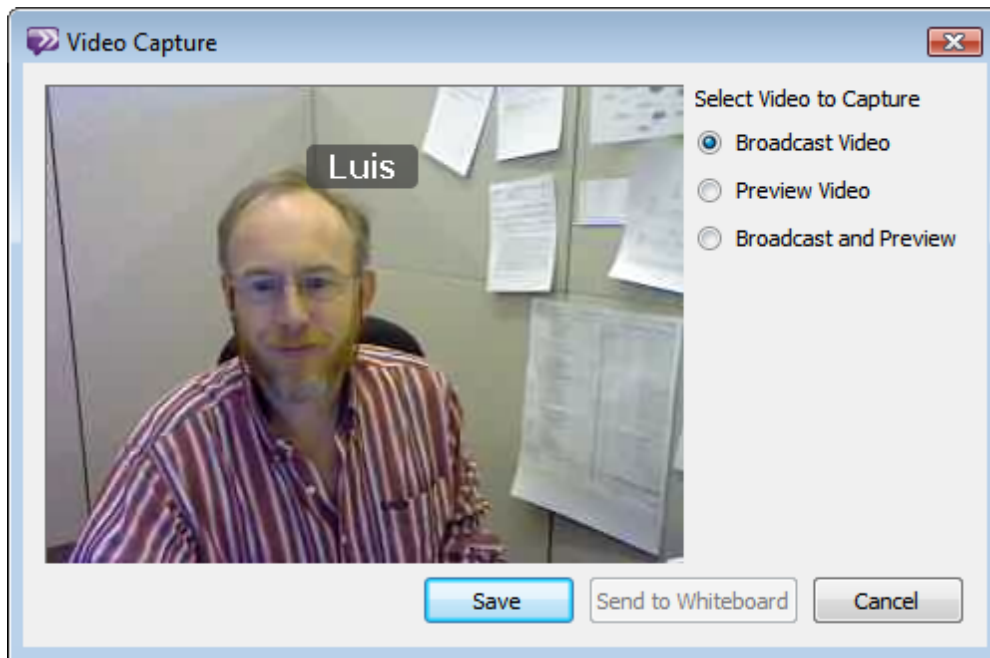 Video Capture
Luis
Select Video to Capture
Broadcast Video
Preview Video
Broadcast and Preview
Save
Send to Whiteboard
Cancel